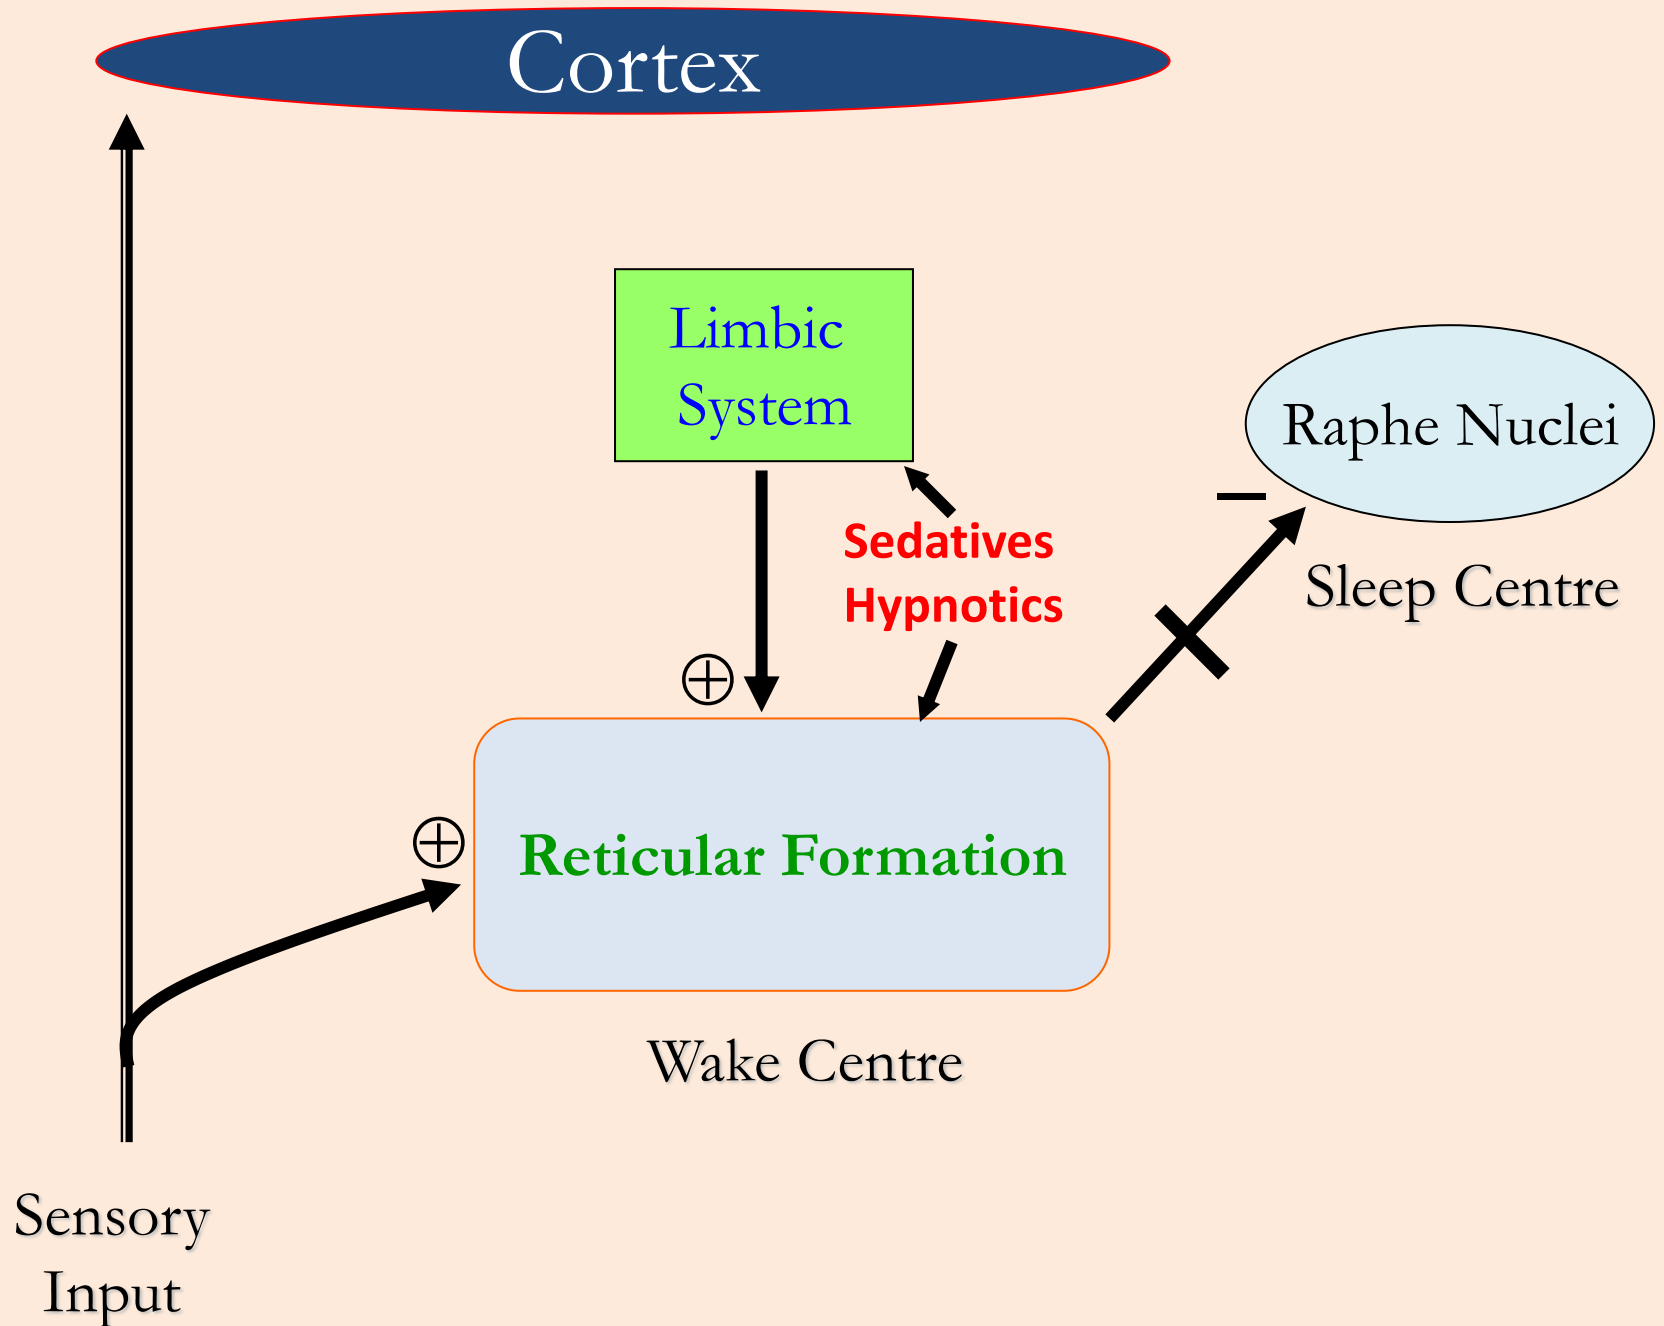 Cortex
Limbic
System
Raphe Nuclei
–
Sedatives
Hypnotics
Sleep Centre
⊕
⊕
Reticular Formation
Wake Centre
Sensory
Input